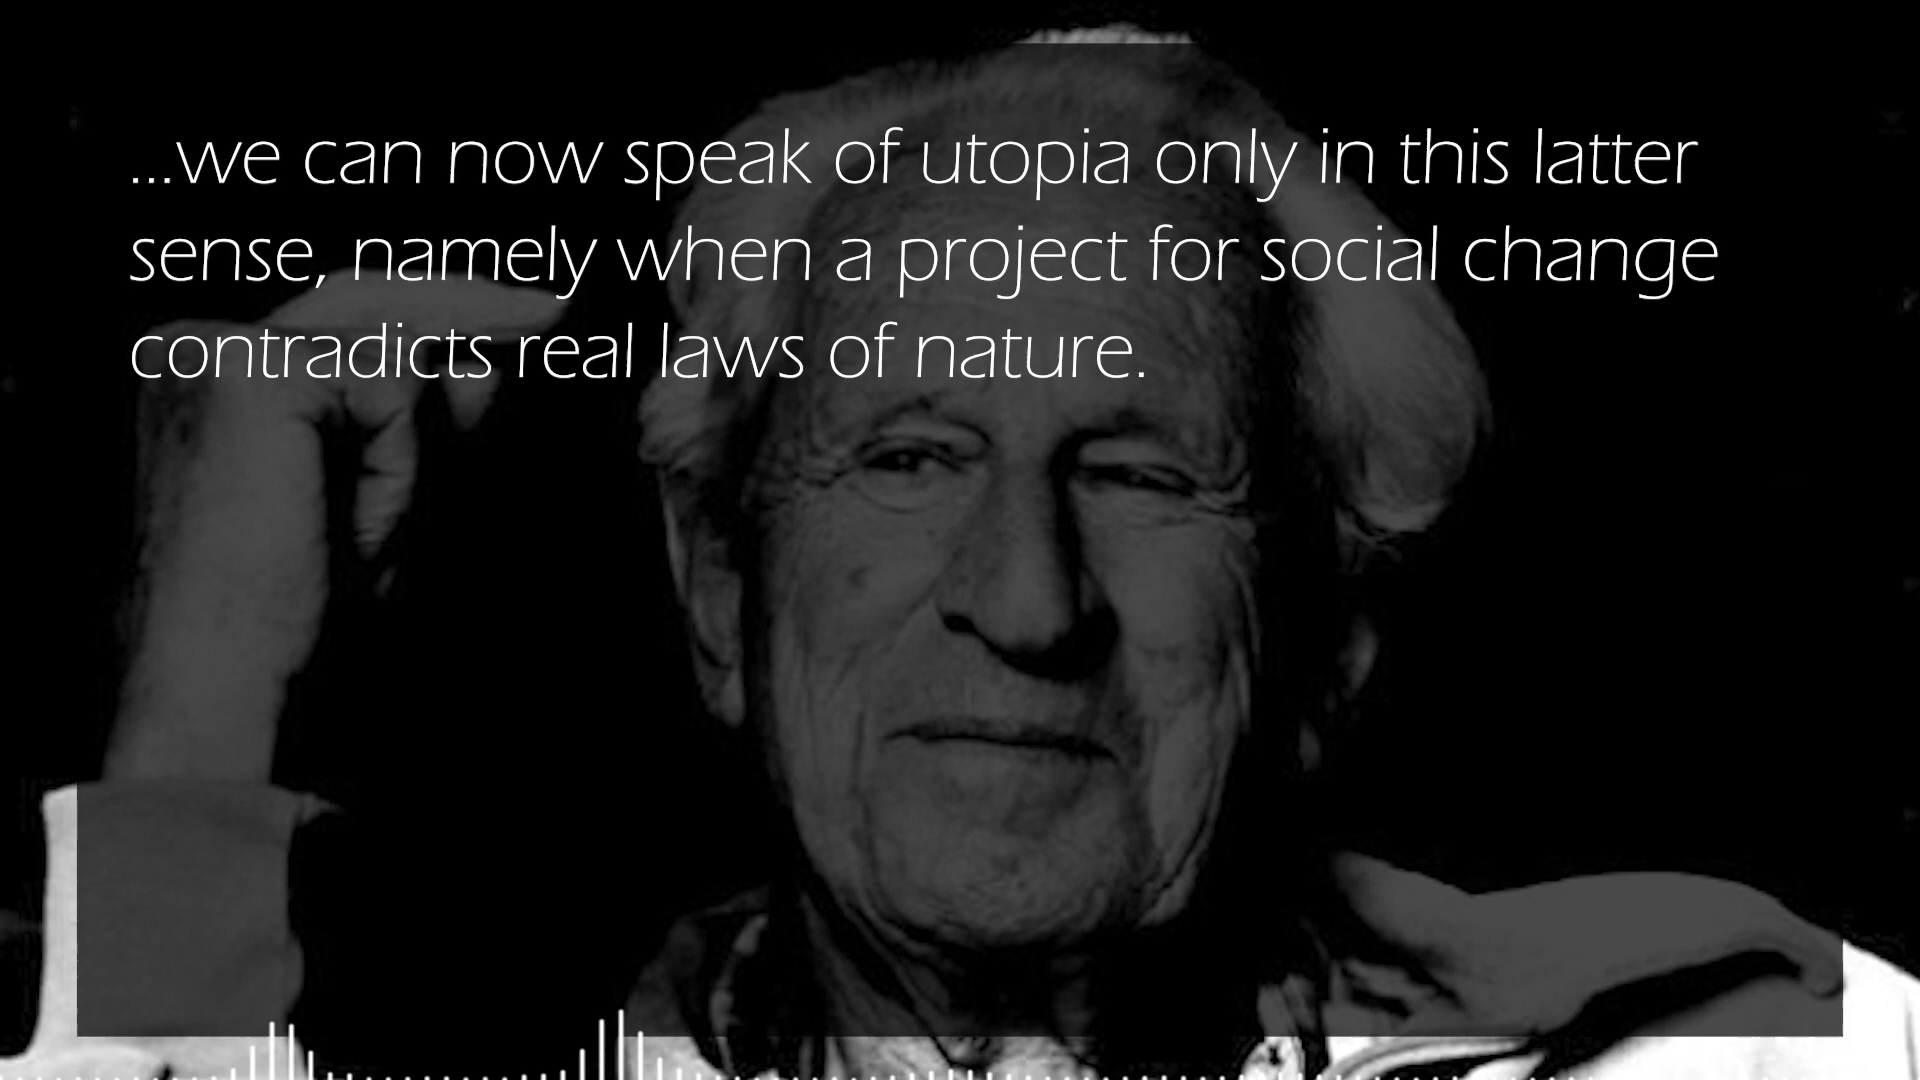 ...we can now speak of utopia only in this latter
sense, namely when a project for social change
contradicts real laws of nature.